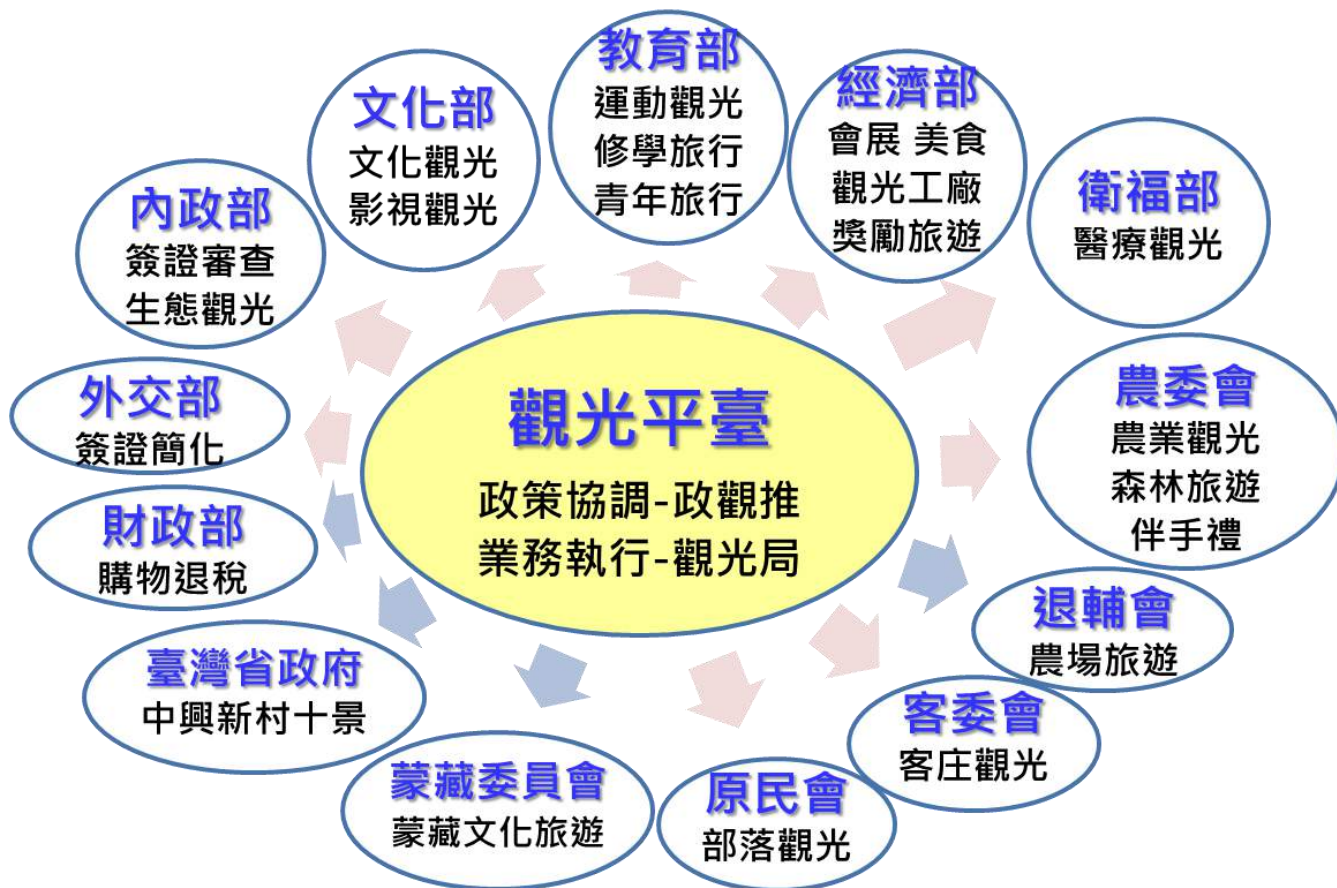 教育部
運動觀光
修學旅行
青年旅行
經濟部
會展 美食
觀光工廠
獎勵旅遊
衛福部
醫療觀光
農委會
農業觀光
森林旅遊
伴手禮
退輔會
農場旅遊
客委會
客庄觀光
原民會
部落觀光
蒙藏委員會
蒙藏文化旅遊
臺灣省政府
中興新村十景
財政部
購物退稅
外交部
簽證簡化
內政部
簽證審查
生態觀光
文化部
文化觀光
影視觀光
觀光平臺
政策協調-政觀推
業務執行-觀光局